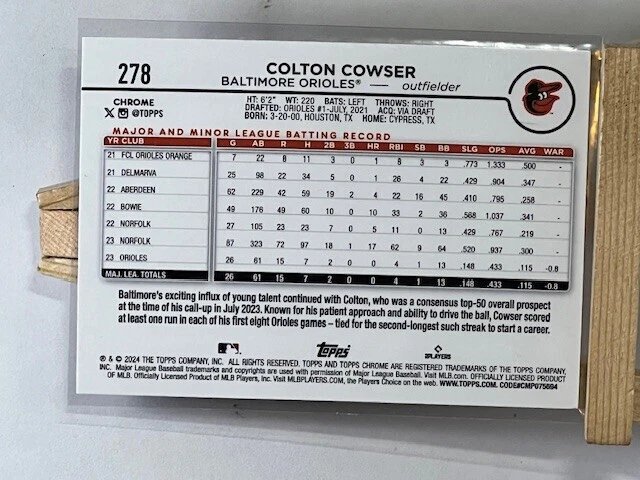 278
COLTON COWSER
BALTIMORE ORIOLES® — outfielder
CHROME
X @TOPPS
HT: 6'2" WT: 220 BATS: LEFT THROWS: RIGHT
DRAFTED: ORIOLES #1-JULY, 2021 ACQ: VIA DRAFT
BORN: 3-20-00, HOUSTON, TX HOME: CYPRESS, TX
MAJOR AND MINOR LEAGUE BATTING RECORD
YR CLUB G AB R H 2B 3B HR RBI SB BB SLG OPS AVG WAR
21 FCL ORIOLES ORANGE 7 22 8 11 3 0 1 8 3 3 .773 1.333 .500 -
21 DELMARVA 25 98 22 34 5 0 1 26 4 22 .429 .904 .347 -
22 ABERDEEN 62 229 42 59 19 2 4 22 16 45 .410 .795 .258 -
22 BOWIE 49 176 49 60 10 0 10 33 2 36 .568 1.037 .341 -
22 NORFOLK 27 105 23 23 7 0 5 11 0 13 .429 .767 .219 -
23 NORFOLK 87 323 72 97 18 1 17 62 9 64 .520 .937 .300 -
23 ORIOLES 26 61 15 7 2 0 0 4 1 13 .148 .433 .115 -0.8
MAJ. LEA. TOTALS 26 61 15 7 2 0 0 4 1 13 .148 .433 .115 -0.8
Baltimore's exciting influx of young talent continued with Colton, who was a consensus top-50 overall prospect
at the time of his call-up in July 2023. Known for his patient approach and ability to drive the ball, Cowser scored
at least one run in each of his first eight Orioles games – tied for the second-longest such streak to start a career.
Topps
PLAYERS
® & © 2024 THE TOPPS COMPANY, INC. ALL RIGHTS RESERVED. TOPPS AND TOPPS CHROME ARE REGISTERED TRADEMARKS OF THE TOPPS COMPANY,
INC. Major League Baseball trademarks and copyrights are used with permission of Major League Baseball. Visit MLB.com. OFFICIALLY LICENSED PRODUCT
OF MLB. Officially Licensed Product of MLB Players, Inc. Visit MLBPLAYERS.com, the Players Choice on the web. WWW.TOPPS.COM. CODE#CMP075694